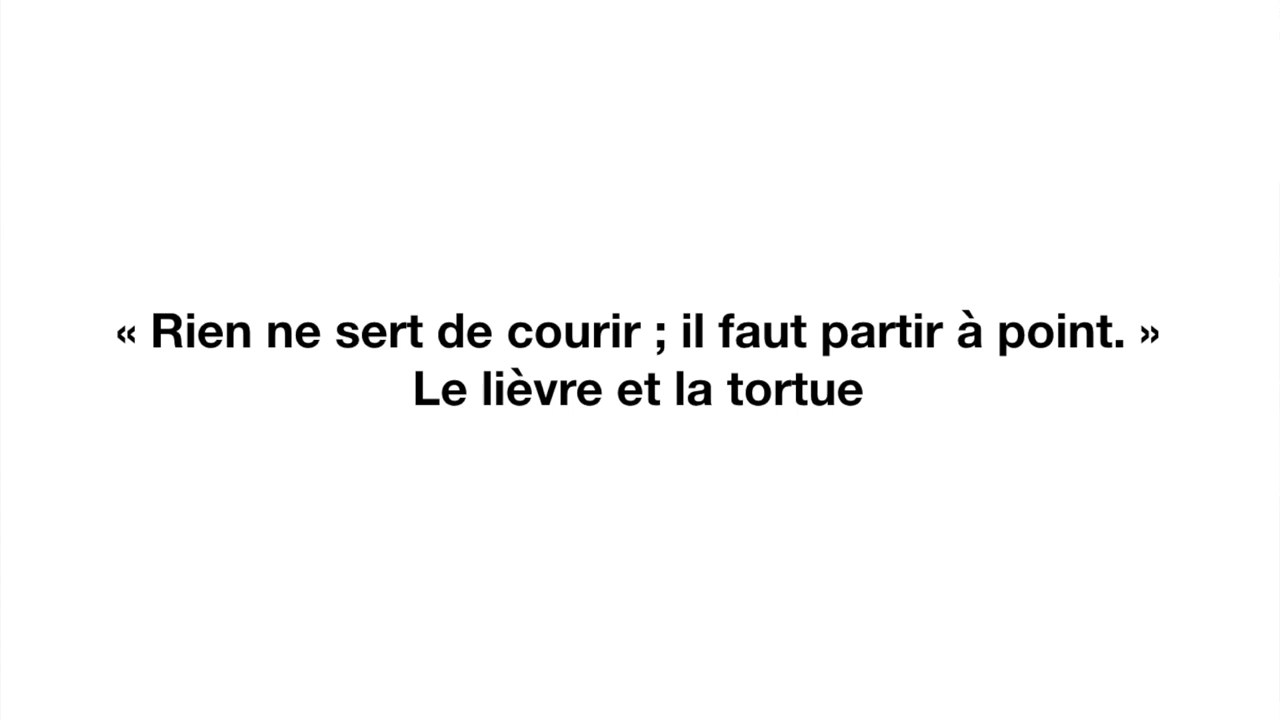 « Rien ne sert de courir ; il faut partir à point. »
Le lièvre et la tortue